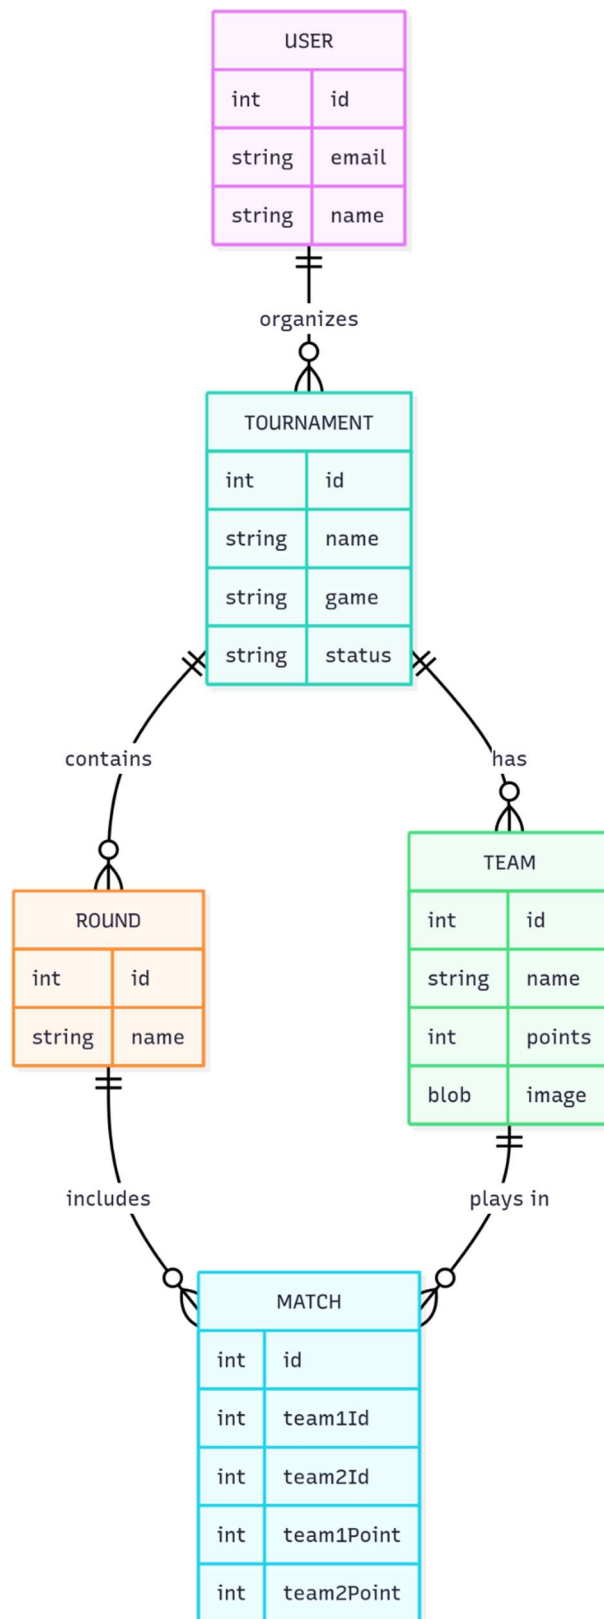 USER
int id
string email
string name
organizes
TOURNAMENT
int id
string name
string game
string status
contains
has
TEAM
int id
string name
int points
blob image
ROUND
int id
string name
includes
plays in
MATCH
int id
int team1Id
int team2Id
int team1Point
int team2Point